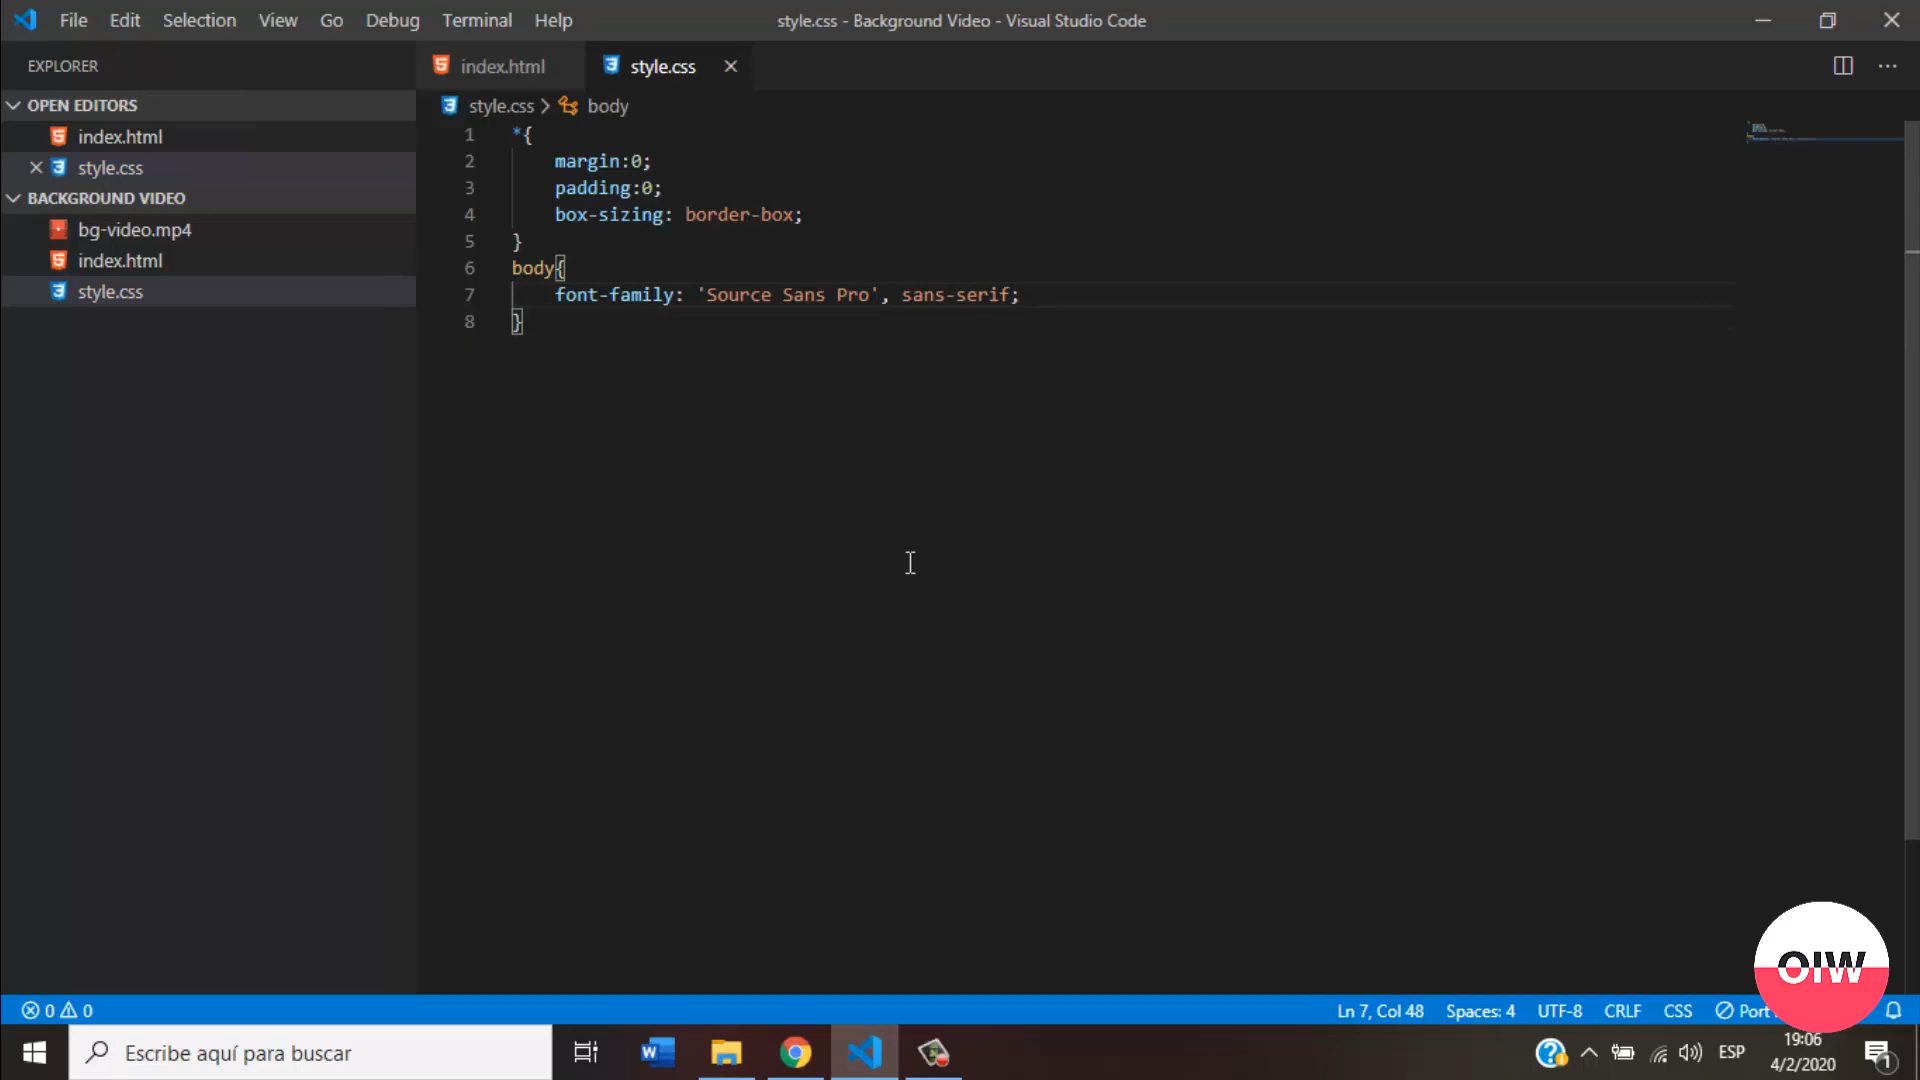 File Edit Selection View Go Debug Terminal Help
style.css - Background Video - Visual Studio Code
EXPLORER
OPEN EDITORS
index.html
style.css
BACKGROUND VIDEO
bg-video.mp4
index.html
style.css
index.html style.css
style.css > body
1 *{
2 margin:0;
3 padding:0;
4 box-sizing: border-box;
5 }
6 body{
7 font-family: 'Source Sans Pro', sans-serif;
8 }
OIW
0 0
Ln 7, Col 48 Spaces: 4 UTF-8 CRLF CSS Port
Escribe aquí para buscar
ESP
19:06
4/2/2020
1